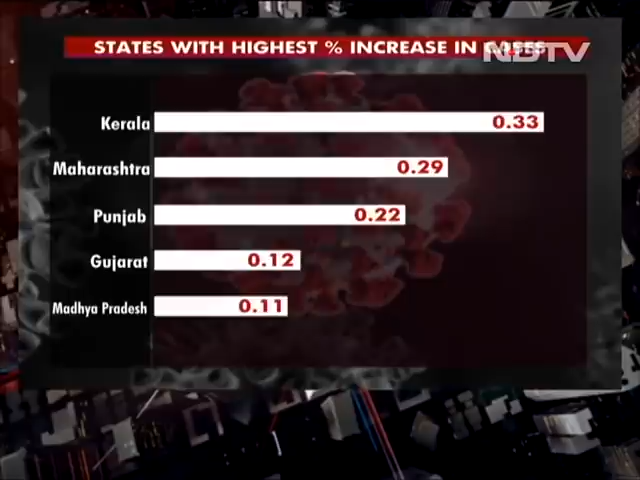 STATES WITH HIGHEST % INCREASE IN CASES
NDTV
Kerala 0.33
Maharashtra 0.29
Punjab 0.22
Gujarat 0.12
Madhya Pradesh 0.11